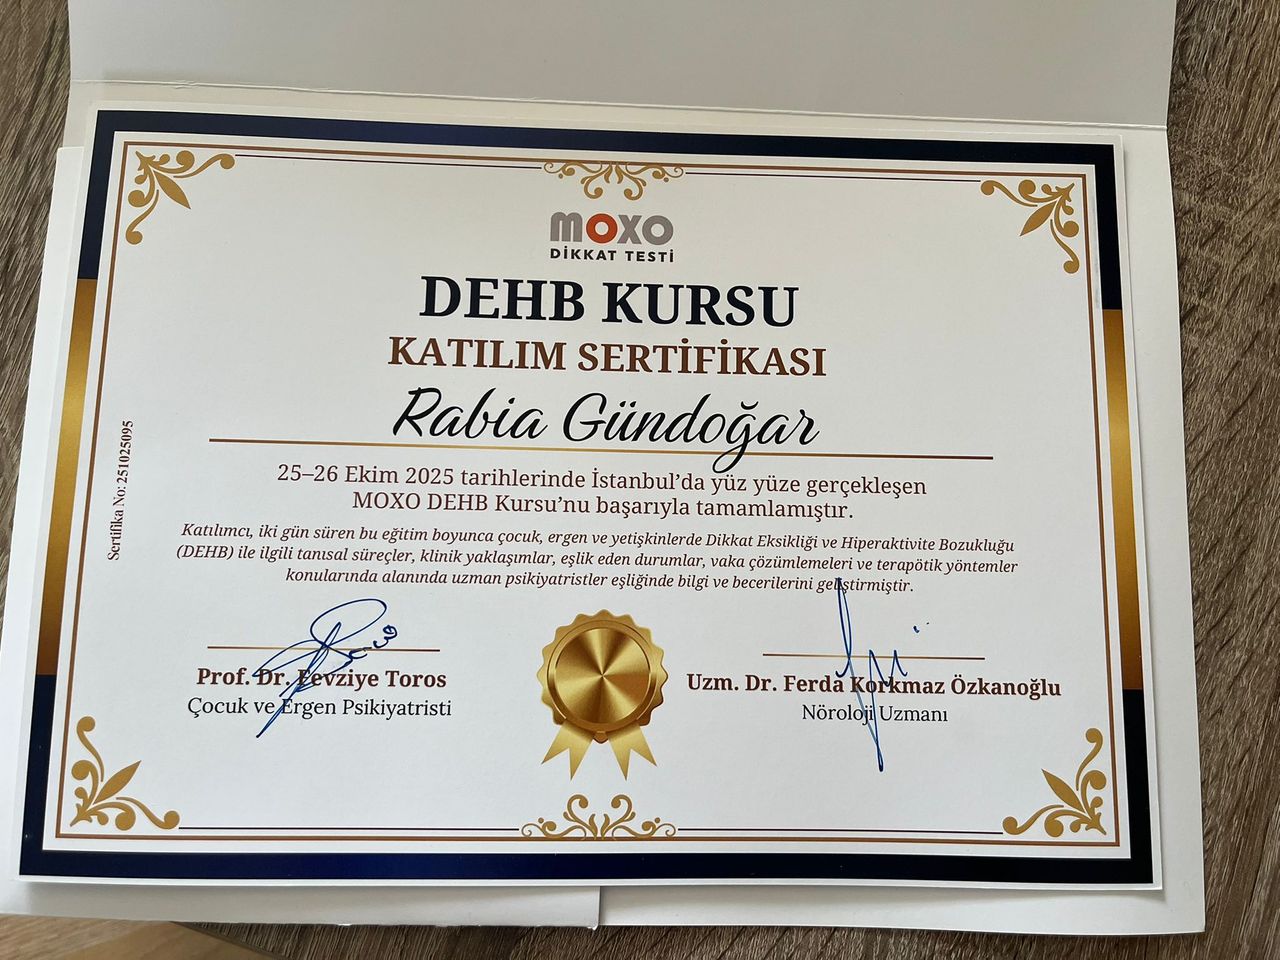 MOXO
DİKKAT TESTİ
DEHB KURSU
KATILIM SERTİFİKASI
Rabia Gündoğar
25–26 Ekim 2025 tarihlerinde İstanbul’da yüz yüze gerçekleşen
MOXO DEHB Kursu’nu başarıyla tamamlamıştır.
Katılımcı, iki gün süren bu eğitim boyunca çocuk, ergen ve yetişkinlerde Dikkat Eksikliği ve Hiperaktivite Bozukluğu
(DEHB) ile ilgili tanısal süreçler, klinik yaklaşımlar, eşlik eden durumlar, vaka çözümlemeleri ve terapötik yöntemler
konularında alanında uzman psikiyatristler eşliğinde bilgi ve becerilerini geliştirmiştir.
Sertifika No: 251025095
Prof. Dr. Fevziye Toros
Çocuk ve Ergen Psikiyatristi
Uzm. Dr. Ferda Korkmaz Özkanoğlu
Nöroloji Uzmanı